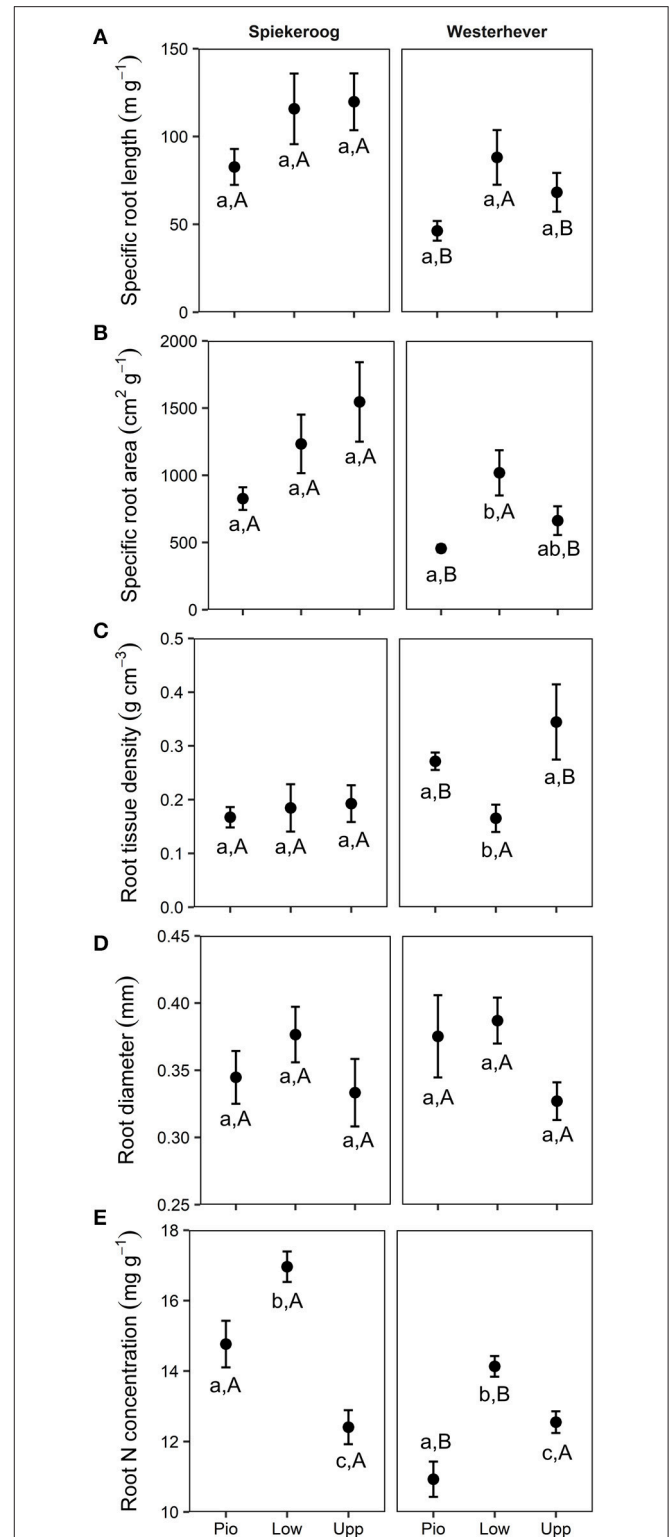 A
Spiekeroog Westerhever
Specific root length (m g⁻¹)
150
100
50
0
a,A a,A a,A
a,B a,A a,B
B
Specific root area (cm² g⁻¹)
2000
1500
1000
500
0
a,A a,A a,A
a,B b,A ab,B
C
Root tissue density (g cm⁻³)
0.5
0.4
0.3
0.2
0.1
0.0
a,A a,A a,A
a,B b,A a,B
D
Root diameter (mm)
0.45
0.40
0.35
0.30
0.25
a,A a,A a,A
a,A a,A a,A
E
Root N concentration (mg g⁻¹)
18
16
14
12
10
a,A b,A c,A
a,B b,B c,A
Pio Low Upp Pio Low Upp